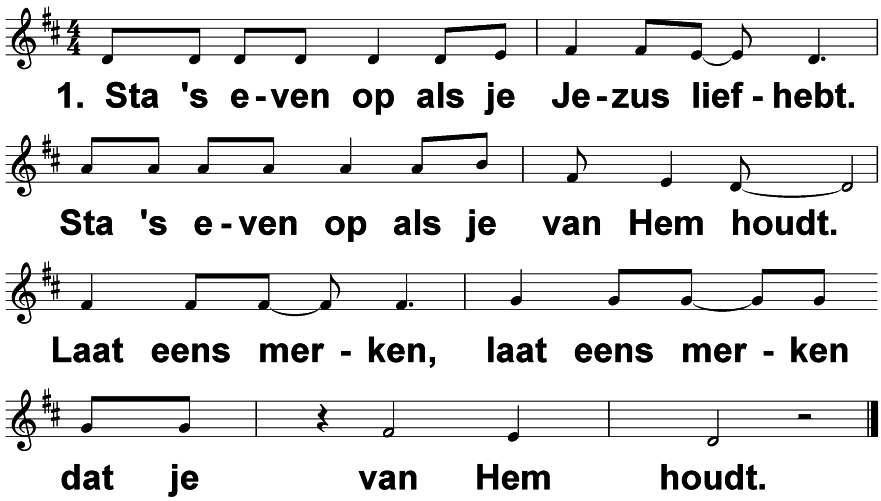 1. Sta 's e-ven op als je Je-zus lief-hebt.
Sta 's e-ven op als je van Hem houdt.
Laat eens mer-ken, laat eens mer-ken
dat je van Hem houdt.